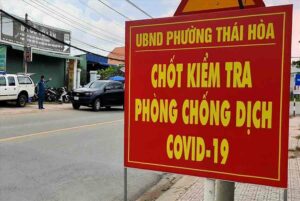 UBND PHƯỜNG THÁI HÒA
CHỐT KIỂM TRA
PHÒNG CHỐNG DỊCH
COVID-19